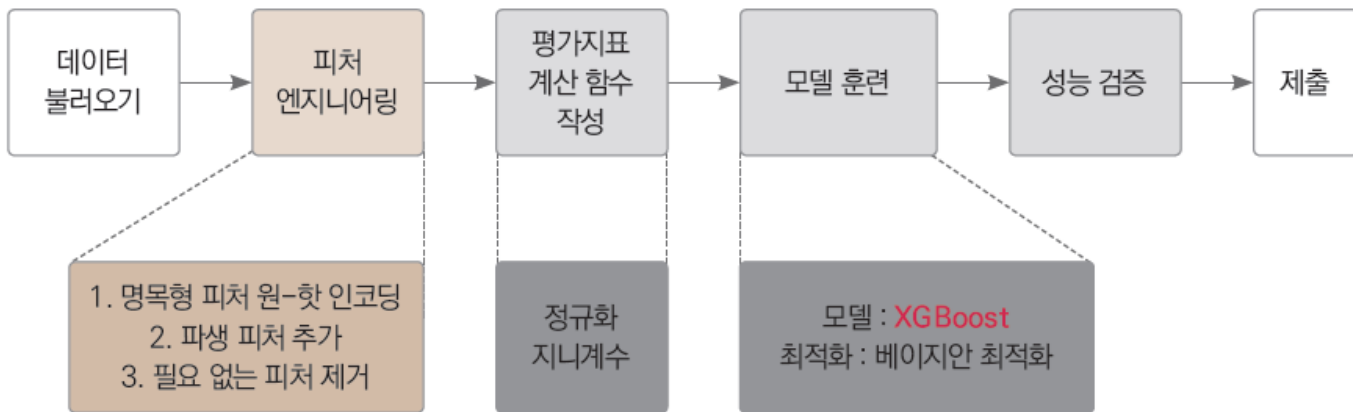 데이터
불러오기
피처
엔지니어링
평가지표
계산 함수
작성
모델 훈련
성능 검증
제출
1. 명목형 피처 원-핫 인코딩
2. 파생 피처 추가
3. 필요 없는 피처 제거
정규화
지니계수
모델 : XGBoost
최적화 : 베이지안 최적화